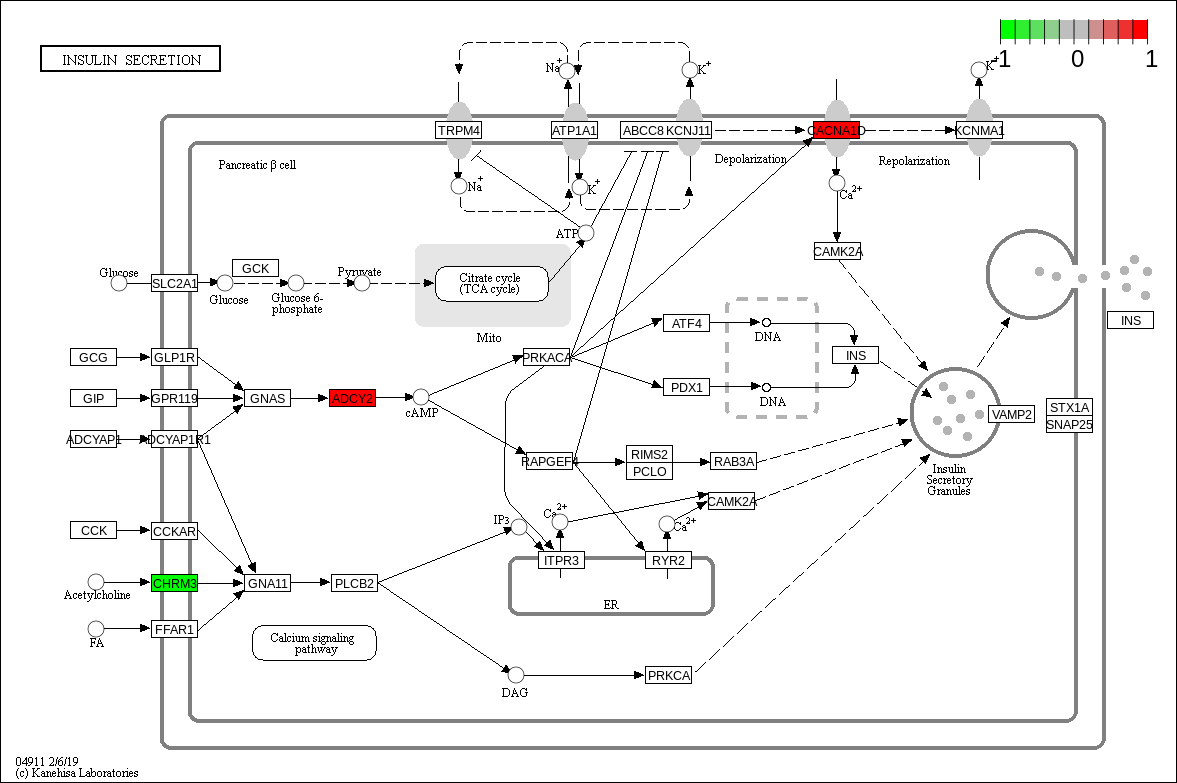 INSULIN SECRETION
-1 0 1
Na+
K+
K+
TRPM4
ATP1A1
ABCC8 KCNJ11
CACNA1D
KCNMA1
Pancreatic β cell
Depolarization
Repolarization
Na+
K+
Ca2+
ATP
CAMK2A
Glucose
SLC2A1
GCK
Glucose
Glucose 6-
phosphate
Pyruvate
Citrate cycle
(TCA cycle)
Mito
INS
ATF4
DNA
INS
PDX1
DNA
PRKACA
GCG
GLP1R
GIP
GPR119
GNAS
ADCY2
cAMP
ADCYAP1
ADCYAP1R1
VAMP2
STX1A
SNAP25
RAPGEF4
RIMS2
PCLO
RAB3A
Insulin
Secretory
Granules
CAMK2A
IP3
Ca2+
Ca2+
CCK
CCKAR
ITPR3
RYR2
Acetylcholine
CHRM3
GNA11
PLCB2
ER
FA
FFAR1
Calcium signaling
pathway
DAG
PRKCA
04911 2/6/19
(c) Kanehisa Laboratories